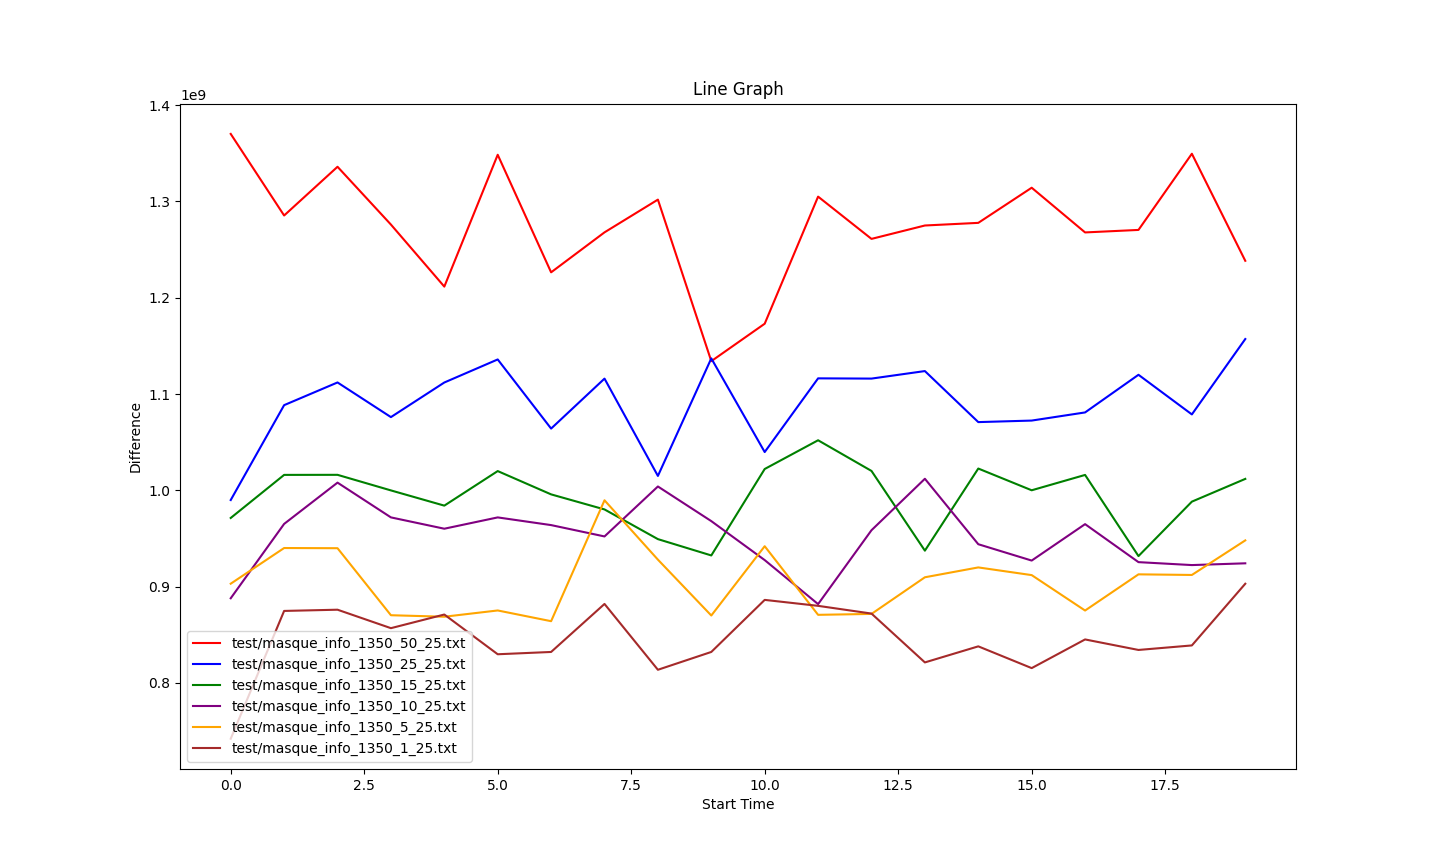 Line Graph
1e9
1.4
1.3
1.2
1.1
1.0
0.9
0.8
Difference
test/masque_info_1350_50_25.txt
test/masque_info_1350_25_25.txt
test/masque_info_1350_15_25.txt
test/masque_info_1350_10_25.txt
test/masque_info_1350_5_25.txt
test/masque_info_1350_1_25.txt
0.0 2.5 5.0 7.5 10.0 12.5 15.0 17.5
Start Time